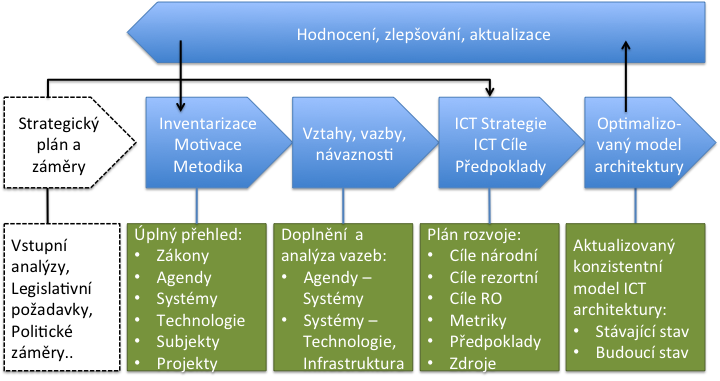 Hodnocení, zlepšování, aktualizace
Strategický
plán a
záměry
Inventarizace
Motivace
Metodika
Vztahy, vazby,
návaznosti
ICT Strategie
ICT Cíle
Předpoklady
Optimalizo-
vaný model
architektury
Vstupní
analýzy,
Legislativní
požadavky,
Politické
záměry..
Úplný přehled:
• Zákony
• Agendy
• Systémy
• Technologie
• Subjekty
• Projekty
Doplnění a
analýza vazeb:
• Agendy –
Systémy
• Systémy –
Technologie,
Infrastruktura
Plán rozvoje:
• Cíle národní
• Cíle rezortní
• Cíle RO
• Metriky
• Předpoklady
• Zdroje
Aktualizovaný
konzistentní
model ICT
architektury:
• Stávající stav
• Budoucí stav